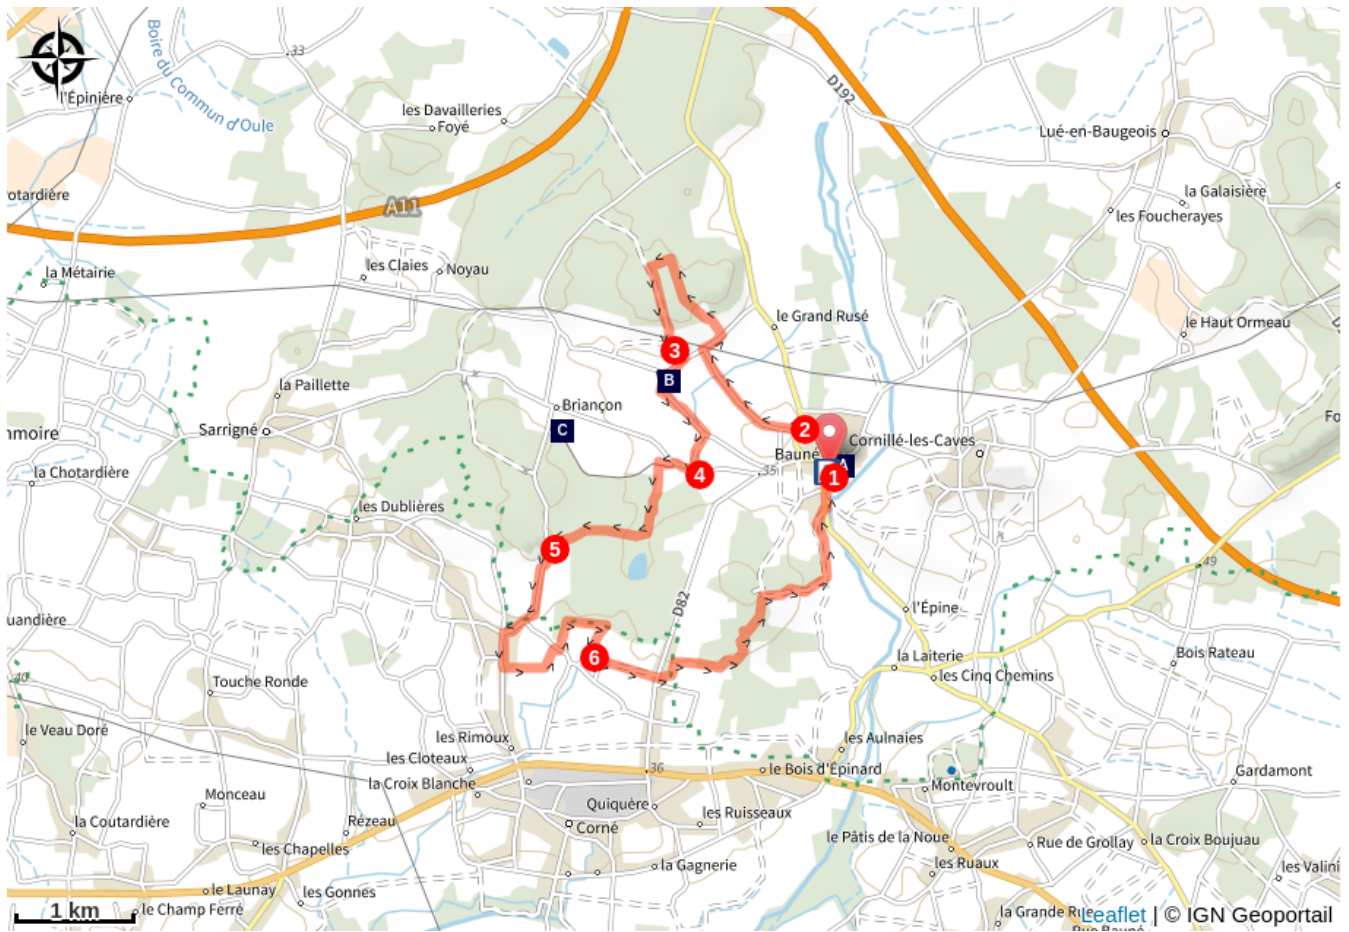 Boire du Commun d'Oule
33
D192
l'Épinière
les Davailleries
Foyé
Lué-en-Baugeois
otardière
A11
la Galaisière
les Foucherayes
la Métairie
les Claies
Noyau
le Grand Rusé
le Haut Ormeau
3
B
la Paillette
Briançon
C
Sarrigné
2
Cornillé-les-Caves
Baune
A
1
la Chotardière
4
35
les Dublières
5
49
D82
l'Épine
uandière
6
la Laiterie
Bois Rateau
les Cinq Chemins
40
Touche Ronde
le Veau Doré
les Rimoux
les Aulnaies
les Cloteaux
36
le Bois d'Épinard
Gardamont
la Croix Blanche
Montevroult
Monceau
Quiquère
les Ruisseaux
la Coutardière
Rézeau
Corné
le Pâtis de la Noue
Rue de Grollay
la Croix Boujuau
les Chapelles
les Ruaux
la Gagnerie
les Valini
le Launay
les Gonnes
1 km
le Champ Ferré
la Grande Rue
Leaflet | © IGN Geoportail